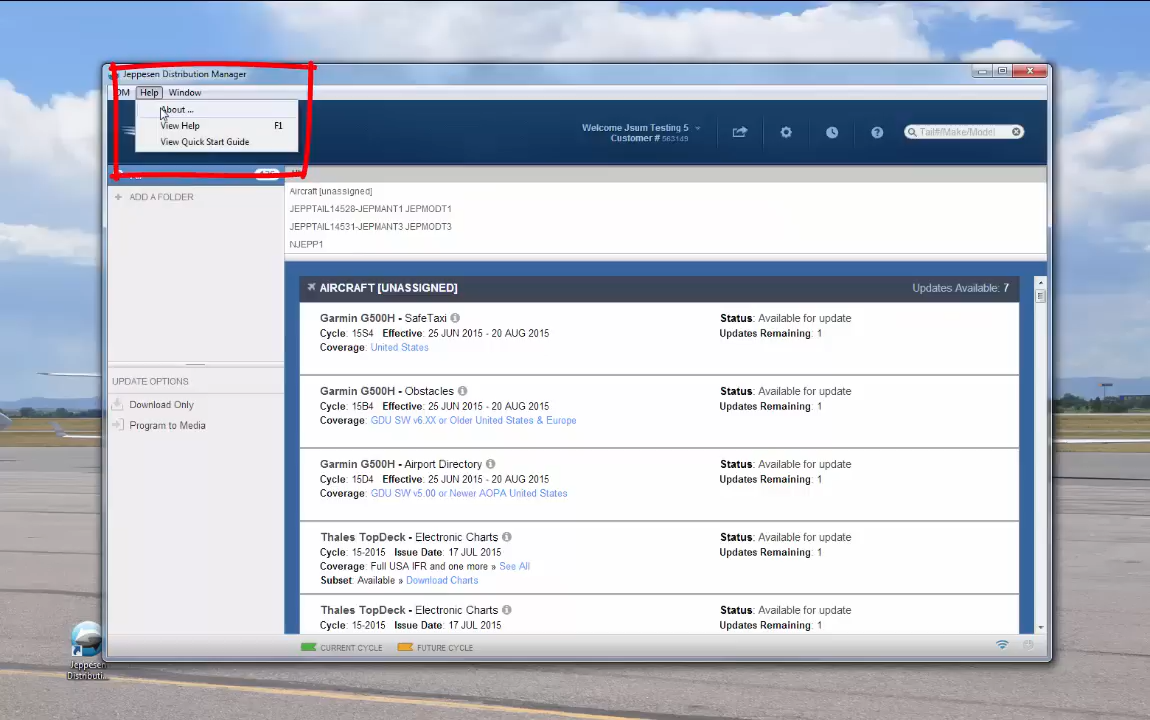 Jeppesen Distribution Manager
Help Window
About ...
View Help F1
View Quick Start Guide
Welcome Jsum Testing 5
Customer #
Tail#/Make/Model
ADD A FOLDER
Aircraft [unassigned]
JEPPTAIL14528-JEPMANT1 JEPMODT1
JEPPTAIL14531-JEPMANT3 JEPMODT3
NJEPP1
AIRCRAFT [UNASSIGNED] Updates Available: 7
Garmin G500H - SafeTaxi Status: Available for update
Cycle: 15S4 Effective: 25 JUN 2015 - 20 AUG 2015 Updates Remaining: 1
Coverage: United States
UPDATE OPTIONS
Download Only
Program to Media
Garmin G500H - Obstacles Status: Available for update
Cycle: 15B4 Effective: 25 JUN 2015 - 20 AUG 2015 Updates Remaining: 1
Coverage: GDU SW v6.XX or Older United States & Europe
Garmin G500H - Airport Directory Status: Available for update
Cycle: 15D4 Effective: 25 JUN 2015 - 20 AUG 2015 Updates Remaining: 1
Coverage: GDU SW v5.00 or Newer AOPA United States
Thales TopDeck - Electronic Charts Status: Available for update
Cycle: 15-2015 Issue Date: 17 JUL 2015 Updates Remaining: 1
Coverage: Full USA IFR and one more » See All
Subset: Available » Download Charts
Thales TopDeck - Electronic Charts Status: Available for update
Cycle: 15-2015 Issue Date: 17 JUL 2015 Updates Remaining: 1
CURRENT CYCLE FUTURE CYCLE
Jeppesen
Distributi...